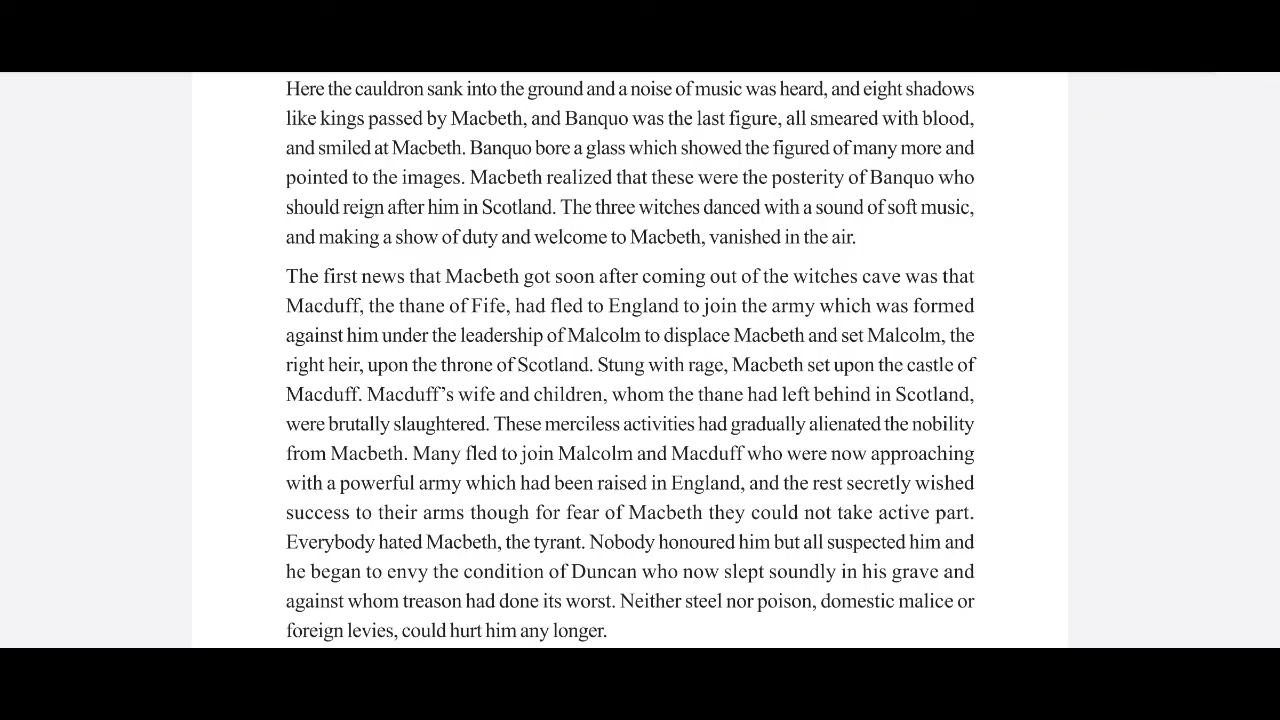 Here the cauldron sank into the ground and a noise of music was heard, and eight shadows
like kings passed by Macbeth, and Banquo was the last figure, all smeared with blood,
and smiled at Macbeth. Banquo bore a glass which showed the figured of many more and
pointed to the images. Macbeth realized that these were the posterity of Banquo who
should reign after him in Scotland. The three witches danced with a sound of soft music,
and making a show of duty and welcome to Macbeth, vanished in the air.
The first news that Macbeth got soon after coming out of the witches cave was that
Macduff, the thane of Fife, had fled to England to join the army which was formed
against him under the leadership of Malcolm to displace Macbeth and set Malcolm, the
right heir, upon the throne of Scotland. Stung with rage, Macbeth set upon the castle of
Macduff. Macduff’s wife and children, whom the thane had left behind in Scotland,
were brutally slaughtered. These merciless activities had gradually alienated the nobility
from Macbeth. Many fled to join Malcolm and Macduff who were now approaching
with a powerful army which had been raised in England, and the rest secretly wished
success to their arms though for fear of Macbeth they could not take active part.
Everybody hated Macbeth, the tyrant. Nobody honoured him but all suspected him and
he began to envy the condition of Duncan who now slept soundly in his grave and
against whom treason had done its worst. Neither steel nor poison, domestic malice or
foreign levies, could hurt him any longer.